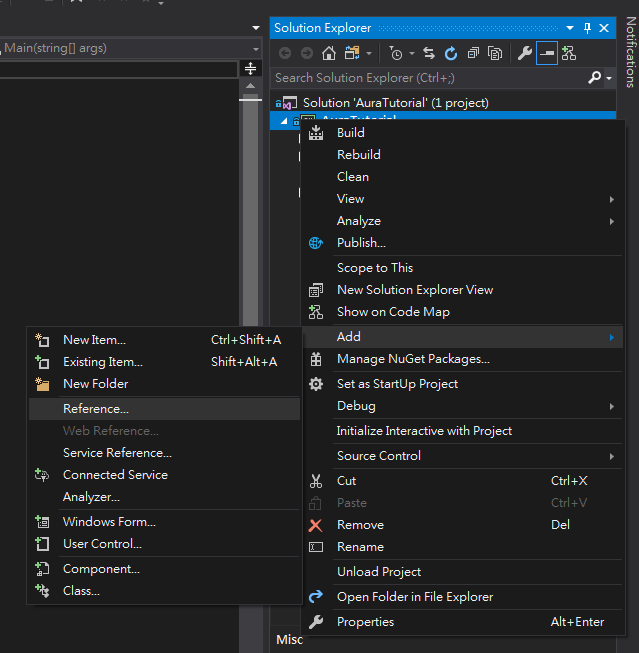 Solution Explorer
Main(string[] args)
Search Solution Explorer (Ctrl+;)
Solution 'AuraTutorial' (1 project)
AuraTutorial
Build
Rebuild
Clean
View
Analyze
Publish...
Scope to This
New Solution Explorer View
Show on Code Map
Add
Manage NuGet Packages...
Set as StartUp Project
Debug
Initialize Interactive with Project
Source Control
Cut Ctrl+X
Paste Ctrl+V
Remove Del
Rename
Unload Project
Open Folder in File Explorer
Properties Alt+Enter
New Item... Ctrl+Shift+A
Existing Item... Shift+Alt+A
New Folder
Reference...
Web Reference...
Service Reference...
Connected Service
Analyzer...
Windows Form...
User Control...
Component...
Class...
Misc
Notifications